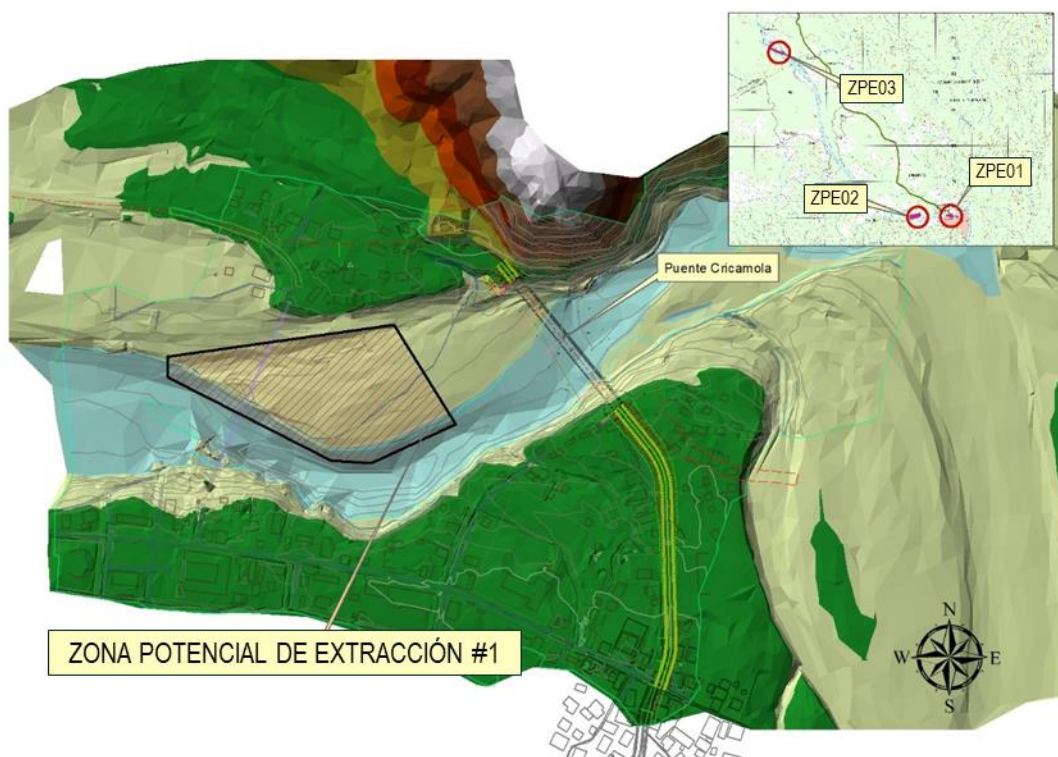 ZPE03
ZPE01
ZPE02
Puente Cricamola
ZONA POTENCIAL DE EXTRACCIÓN #1
N
W E
S